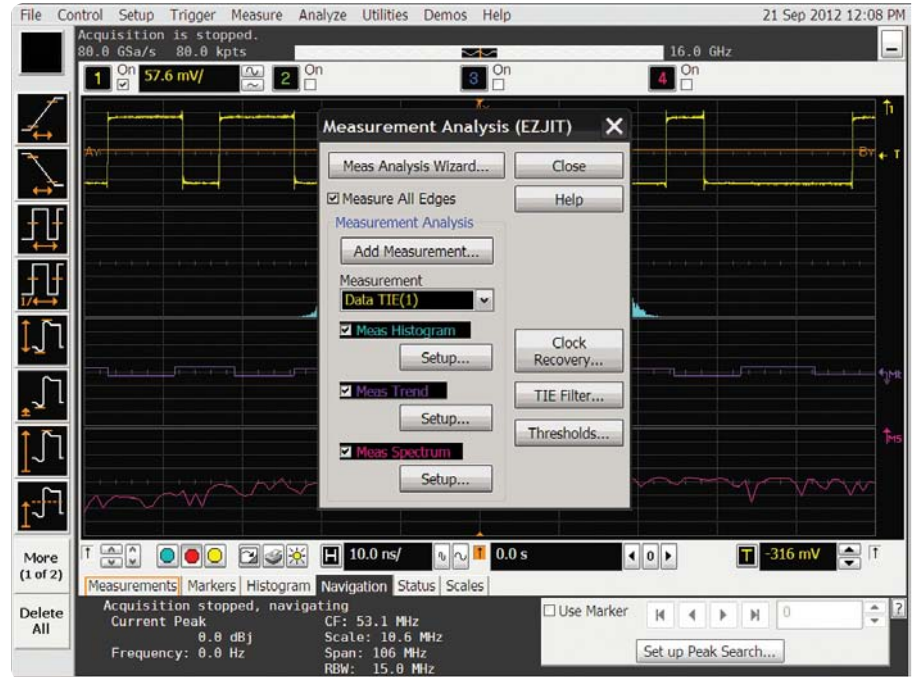 File Control Setup Trigger Measure Analyze Utilities Demos Help 21 Sep 2012 12:08 PM
Acquisition is stopped.
80.0 GSa/s 80.0 kpts 16.0 GHz
1 On 57.6 mV/ 2 On 3 On 4 On
Measurement Analysis (EZJIT)
Meas Analysis Wizard... Close
Measure All Edges Help
Measurement Analysis
Add Measurement...
Measurement
Data TIE(1)
Meas Histogram
Setup...
Clock
Recovery...
Meas Trend
TIE Filter...
Setup...
Thresholds...
Meas Spectrum
Setup...
1/
T
More
(1 of 2)
Delete
All
H 10.0 ns/ 0.0 s 0 T -316 mV
Measurements Markers Histogram Navigation Status Scales
Acquisition stopped, navigating
Current Peak CF: 53.1 MHz
0.0 dBj Scale: 10.6 MHz
Frequency: 0.0 Hz Span: 106 MHz
RBW: 15.0 MHz
Use Marker 0 ?
Set up Peak Search...